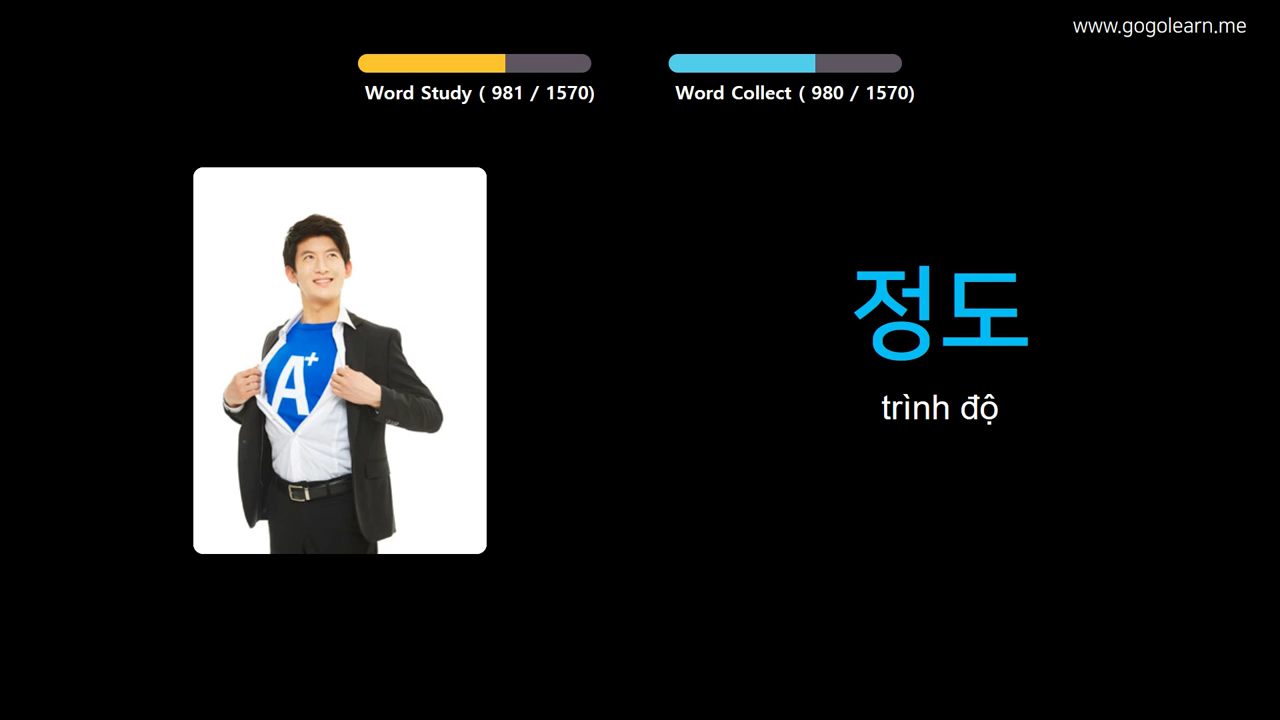 www.gogolearn.me
Word Study ( 981 / 1570)
Word Collect ( 980 / 1570)
A+
정도
trình độ